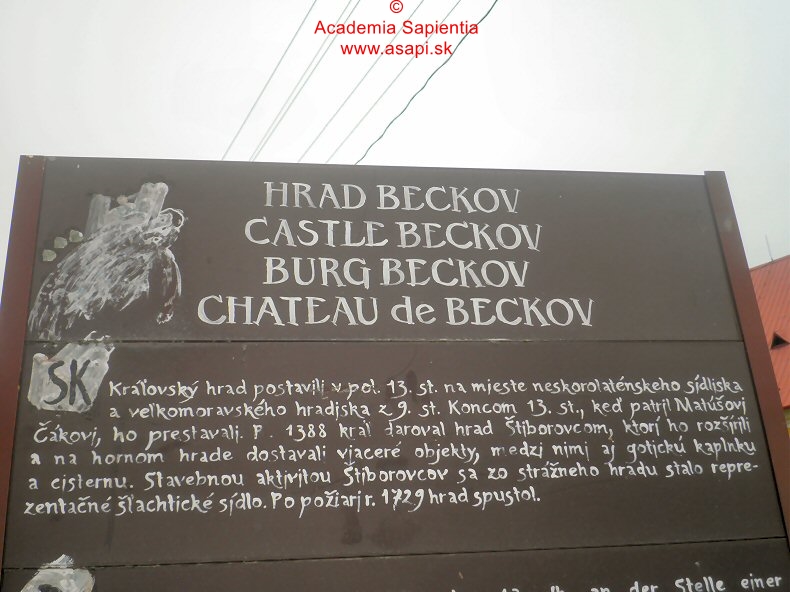 ©
Academia Sapientia
www.asapi.sk
HRAD BECKOV
CASTLE BECKOV
BURG BECKOV
CHATEAU de BECKOV
SK
Kráľovský hrad postavili v pol. 13. st. na mieste neskorolaténskeho sídliska
a veľkomoravského hradiska z 9. st. Koncom 13. st., keď patril Matúšovi
Čákovi, ho prestavali. R. 1388 kráľ daroval hrad Štiborovcom, ktorí ho rozšírili
a na hornom hrade dostavali viaceré objekty, medzi nimi aj gotickú kaplnku
a cisternu. Stavebnou aktivitou Štiborovcov sa zo strážneho hradu stalo repre-
zentačné šľachtické sídlo. Po požiari r. 1729 hrad spustol.
an der Stelle einer